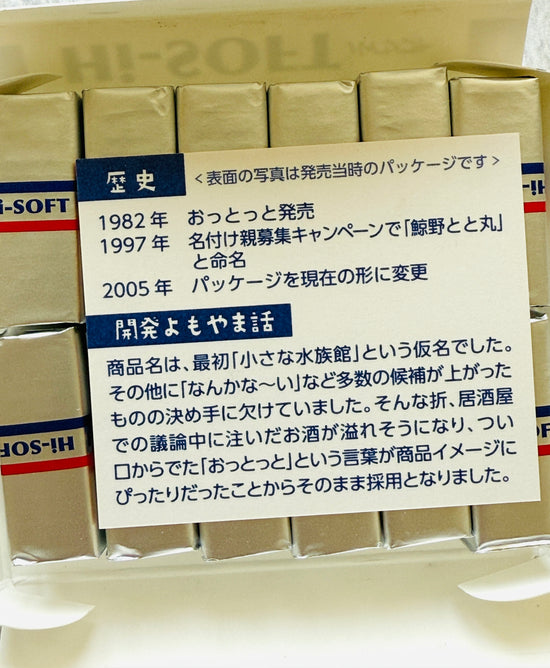 Hi-SOFT
歴史
<表面の写真は発売当時のパッケージです>
1982年 おっとっと発売
1997年 名付け親募集キャンペーンで「鯨野とと丸」
と命名
2005年 パッケージを現在の形に変更
開発よもやま話
商品名は、最初「小さな水族館」という仮名でした。
その他に「なんかな～い」など多数の候補が上がった
ものの決め手に欠けていました。そんな折、居酒屋
での議論中に注いだお酒が溢れそうになり、つい
口からでた「おっとっと」という言葉が商品イメージに
ぴったりだったことからそのまま採用となりました。
i-SOFT
Hi-SOF